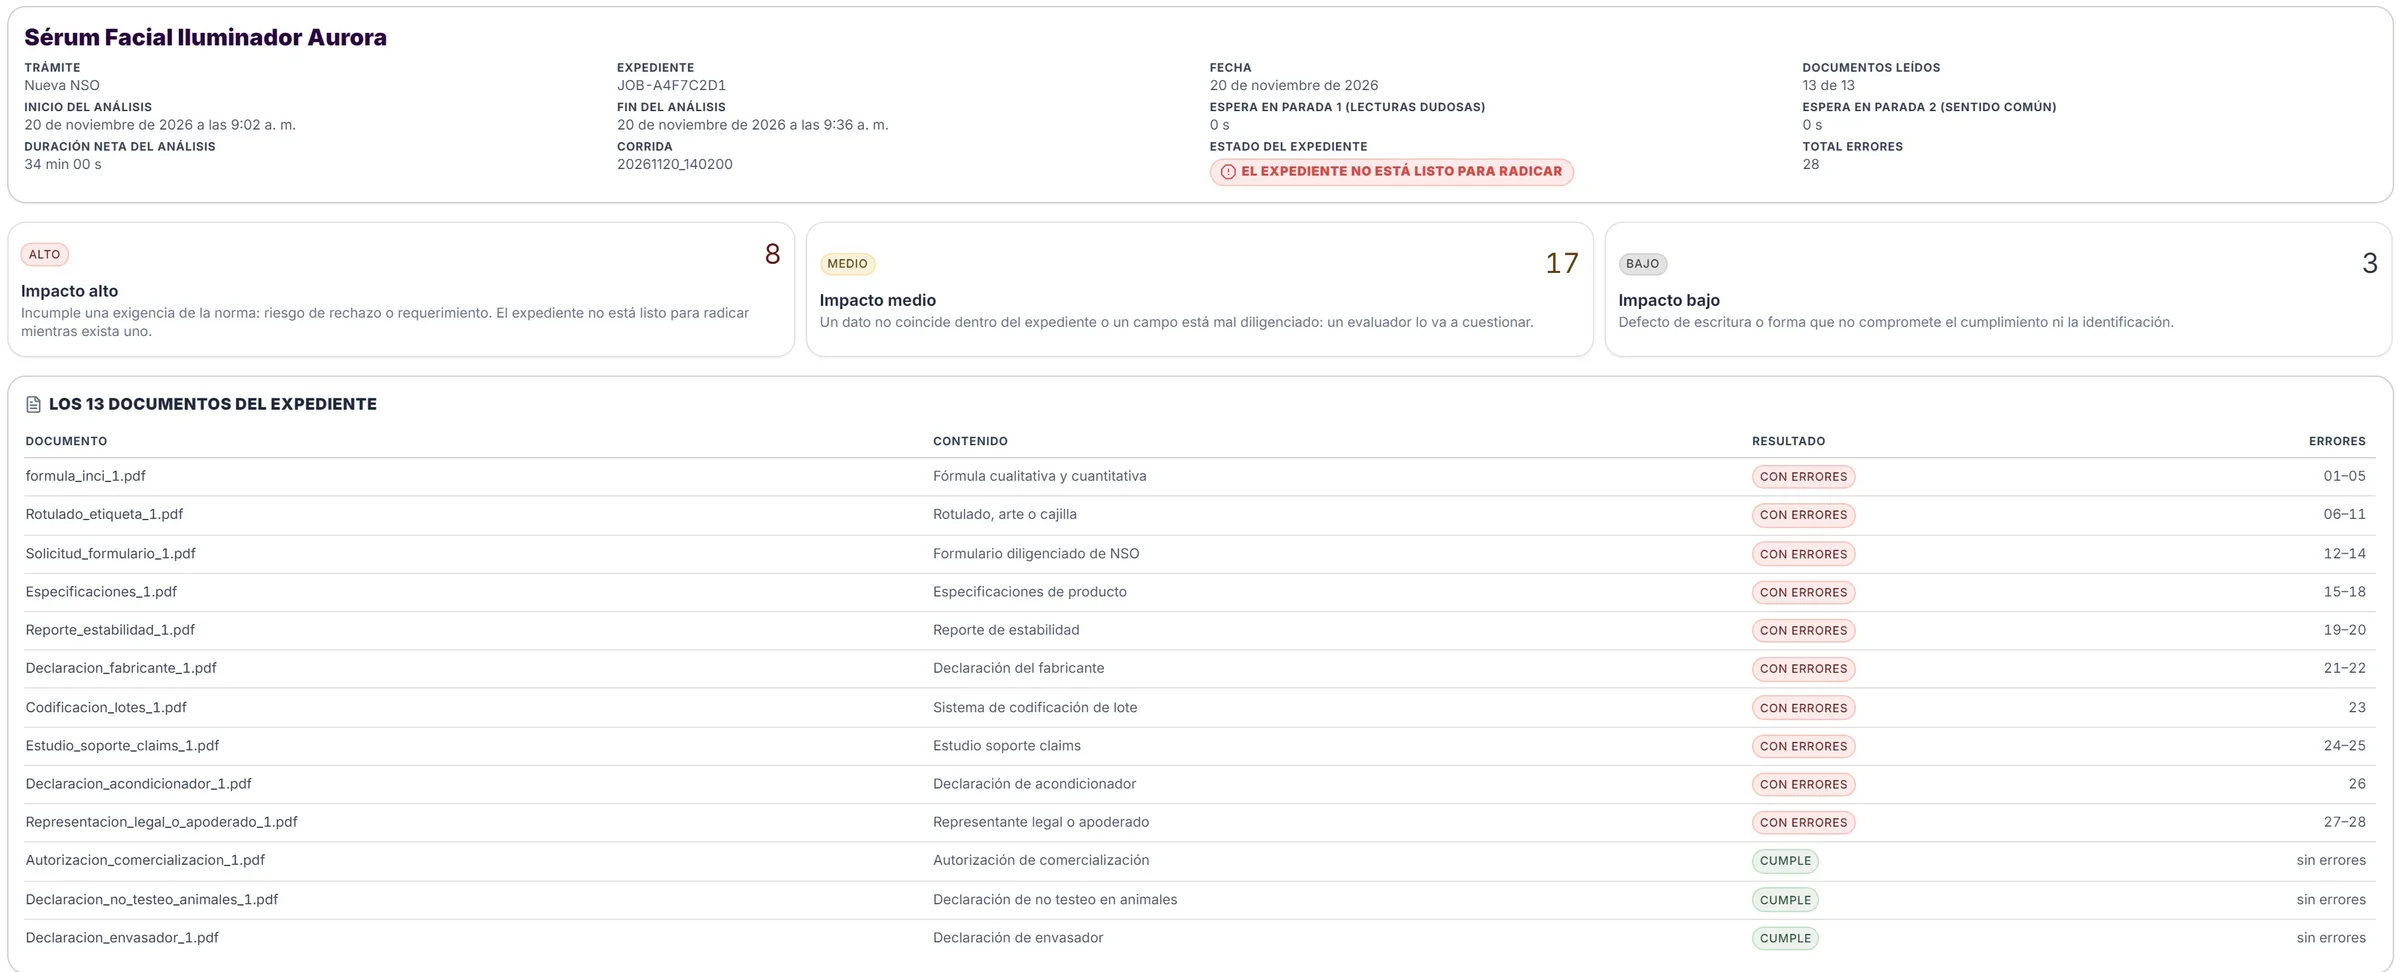 Sérum Facial Iluminador Aurora
TRÁMITE
Nueva NSO
EXPEDIENTE
JOB-A4F7C2D1
FECHA
20 de noviembre de 2026
DOCUMENTOS LEÍDOS
13 de 13
INICIO DEL ANÁLISIS
20 de noviembre de 2026 a las 9:02 a. m.
FIN DEL ANÁLISIS
20 de noviembre de 2026 a las 9:36 a. m.
ESPERA EN PARADA 1 (LECTURAS DUDOSAS)
0 s
ESPERA EN PARADA 2 (SENTIDO COMÚN)
0 s
DURACIÓN NETA DEL ANÁLISIS
34 min 00 s
CORRIDA
20261120_140200
ESTADO DEL EXPEDIENTE
EL EXPEDIENTE NO ESTÁ LISTO PARA RADICAR
TOTAL ERRORES
28
ALTO
8
Impacto alto
Incumple una exigencia de la norma: riesgo de rechazo o requerimiento. El expediente no está listo para radicar
mientras exista uno.
MEDIO
17
Impacto medio
Un dato no coincide dentro del expediente o un campo está mal diligenciado: un evaluador lo va a cuestionar.
BAJO
3
Impacto bajo
Defecto de escritura o forma que no compromete el cumplimiento ni la identificación.
LOS 13 DOCUMENTOS DEL EXPEDIENTE
DOCUMENTO CONTENIDO RESULTADO ERRORES
formula_inci_1.pdf Fórmula cualitativa y cuantitativa CON ERRORES 01–05
Rotulado_etiqueta_1.pdf Rotulado, arte o cajilla CON ERRORES 06–11
Solicitud_formulario_1.pdf Formulario diligenciado de NSO CON ERRORES 12–14
Especificaciones_1.pdf Especificaciones de producto CON ERRORES 15–18
Reporte_estabilidad_1.pdf Reporte de estabilidad CON ERRORES 19–20
Declaracion_fabricante_1.pdf Declaración del fabricante CON ERRORES 21–22
Codificacion_lotes_1.pdf Sistema de codificación de lote CON ERRORES 23
Estudio_soporte_claims_1.pdf Estudio soporte claims CON ERRORES 24–25
Declaracion_acondicionador_1.pdf Declaración de acondicionador CON ERRORES 26
Representacion_legal_o_apoderado_1.pdf Representante legal o apoderado CON ERRORES 27–28
Autorizacion_comercializacion_1.pdf Autorización de comercialización CUMPLE sin errores
Declaracion_no_testeo_animales_1.pdf Declaración de no testeo en animales CUMPLE sin errores
Declaracion_envasador_1.pdf Declaración de envasador CUMPLE sin errores